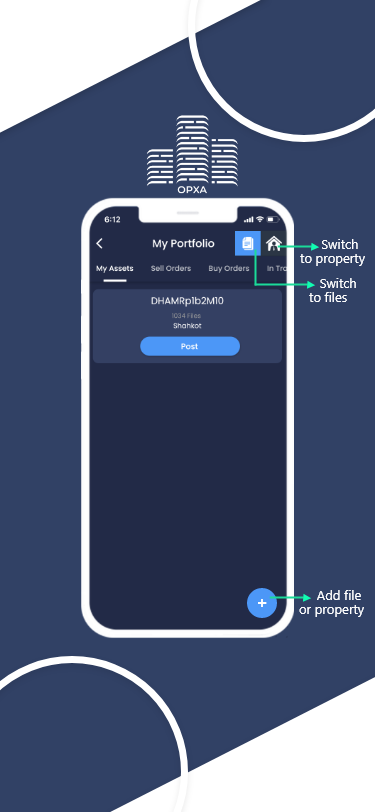 OPXA
6:12
My Portfolio
Switch
to property
My Assets Sell Orders Buy Orders In Tra
Switch
to files
DHAMRp1b2M10
1034 Files
Shahkot
Post
Add file
or property